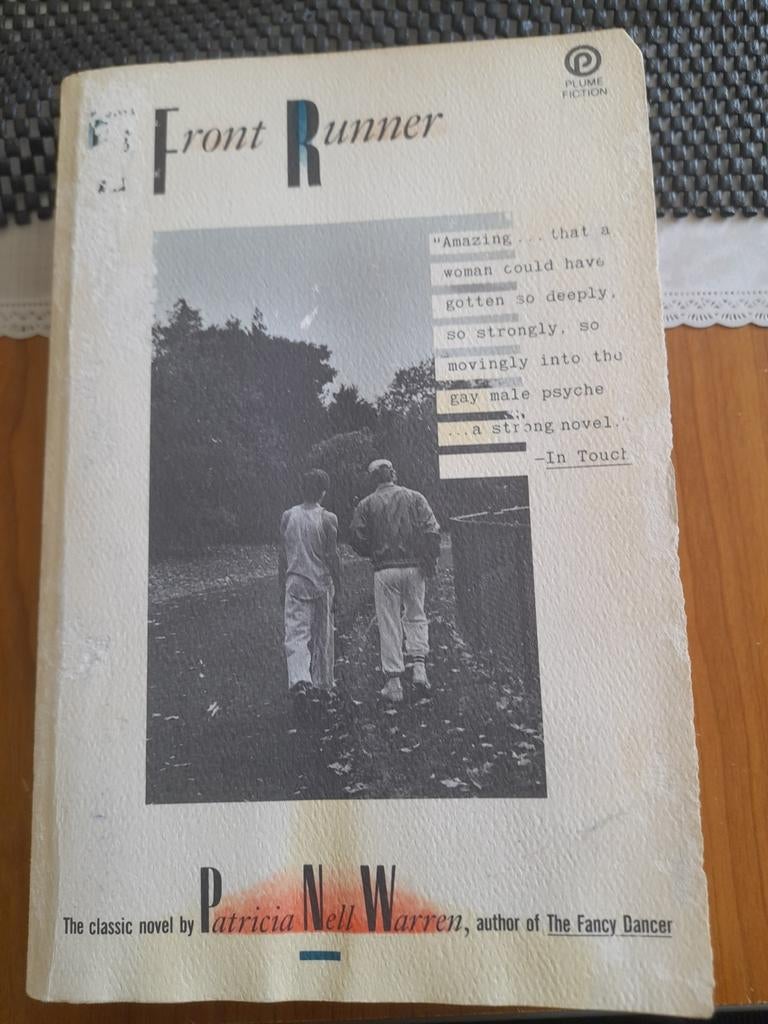 PLUME
FICTION
Front Runner
"Amazing ... that a
woman could have
gotten so deeply,
so strongly, so
movingly into the
gay male psyche
...a strong novel."
—In Touch
The classic novel by Patricia Nell Warren, author of The Fancy Dancer